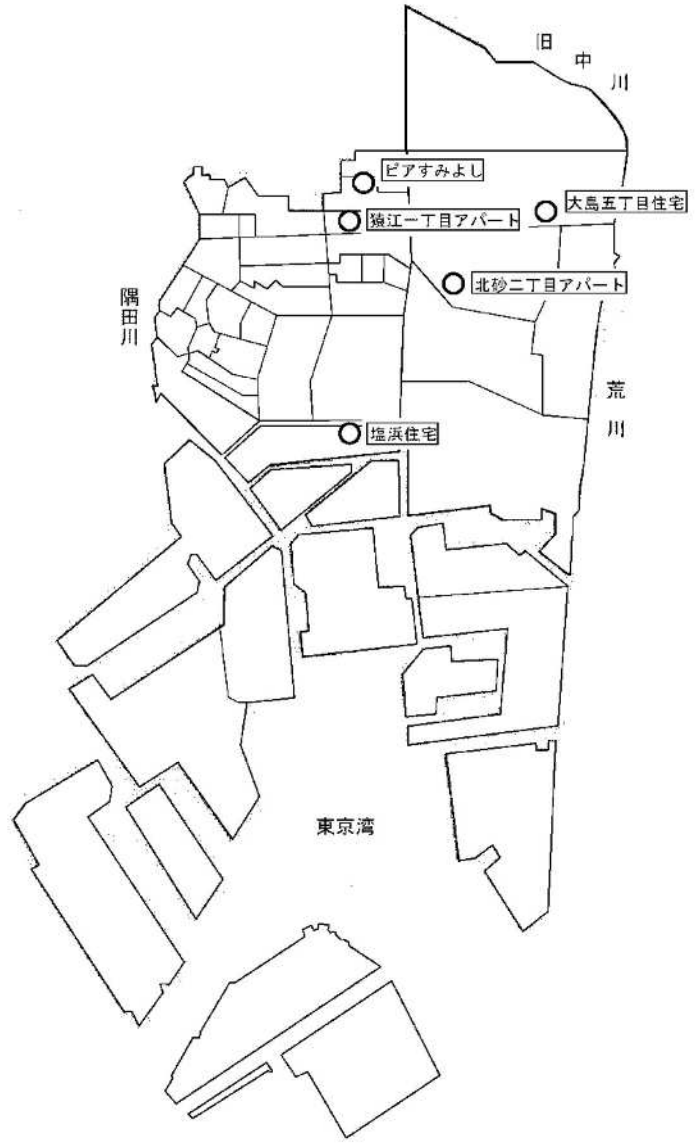 旧中川
ピアすみよし
大島五丁目住宅
猿江一丁目アパート
北砂二丁目アパート
隅田川
荒川
塩浜住宅
東京湾